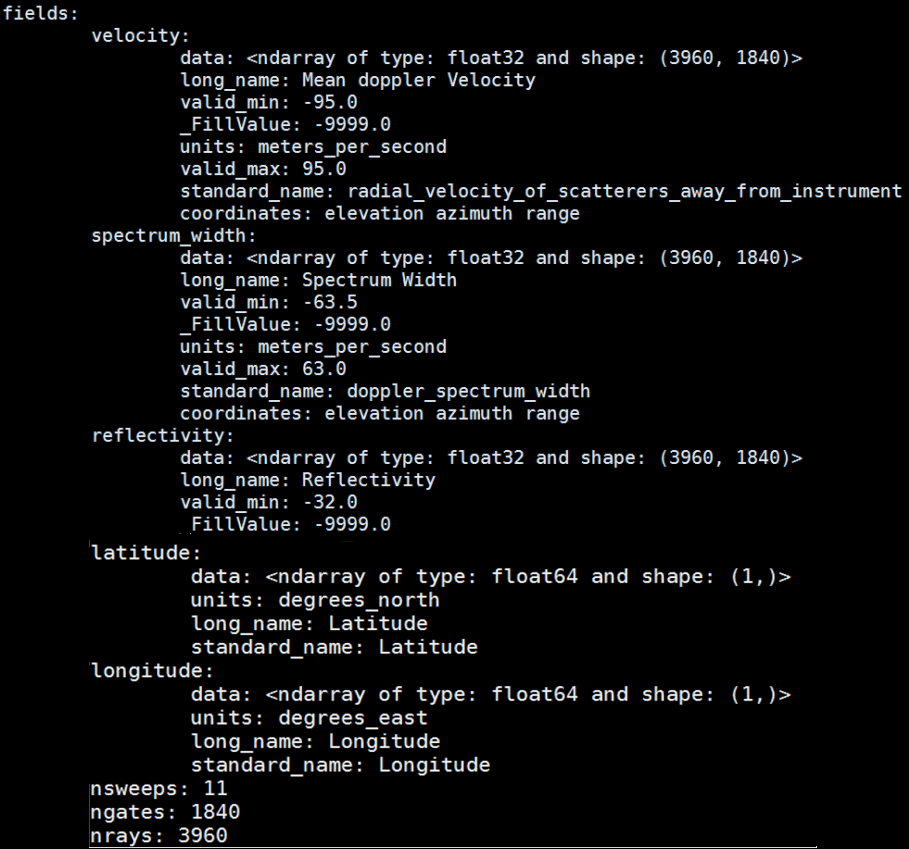 fields:
velocity:
data: <ndarray of type: float32 and shape: (3960, 1840)>
long_name: Mean doppler Velocity
valid_min: -95.0
_FillValue: -9999.0
units: meters_per_second
valid_max: 95.0
standard_name: radial_velocity_of_scatterers_away_from_instrument
coordinates: elevation azimuth range
spectrum_width:
data: <ndarray of type: float32 and shape: (3960, 1840)>
long_name: Spectrum Width
valid_min: -63.5
_FillValue: -9999.0
units: meters_per_second
valid_max: 63.0
standard_name: doppler_spectrum_width
coordinates: elevation azimuth range
reflectivity:
data: <ndarray of type: float32 and shape: (3960, 1840)>
long_name: Reflectivity
valid_min: -32.0
_FillValue: -9999.0
latitude:
data: <ndarray of type: float64 and shape: (1,)>
units: degrees_north
long_name: Latitude
standard_name: Latitude
longitude:
data: <ndarray of type: float64 and shape: (1,)>
units: degrees_east
long_name: Longitude
standard_name: Longitude
nsweeps: 11
ngates: 1840
nrays: 3960